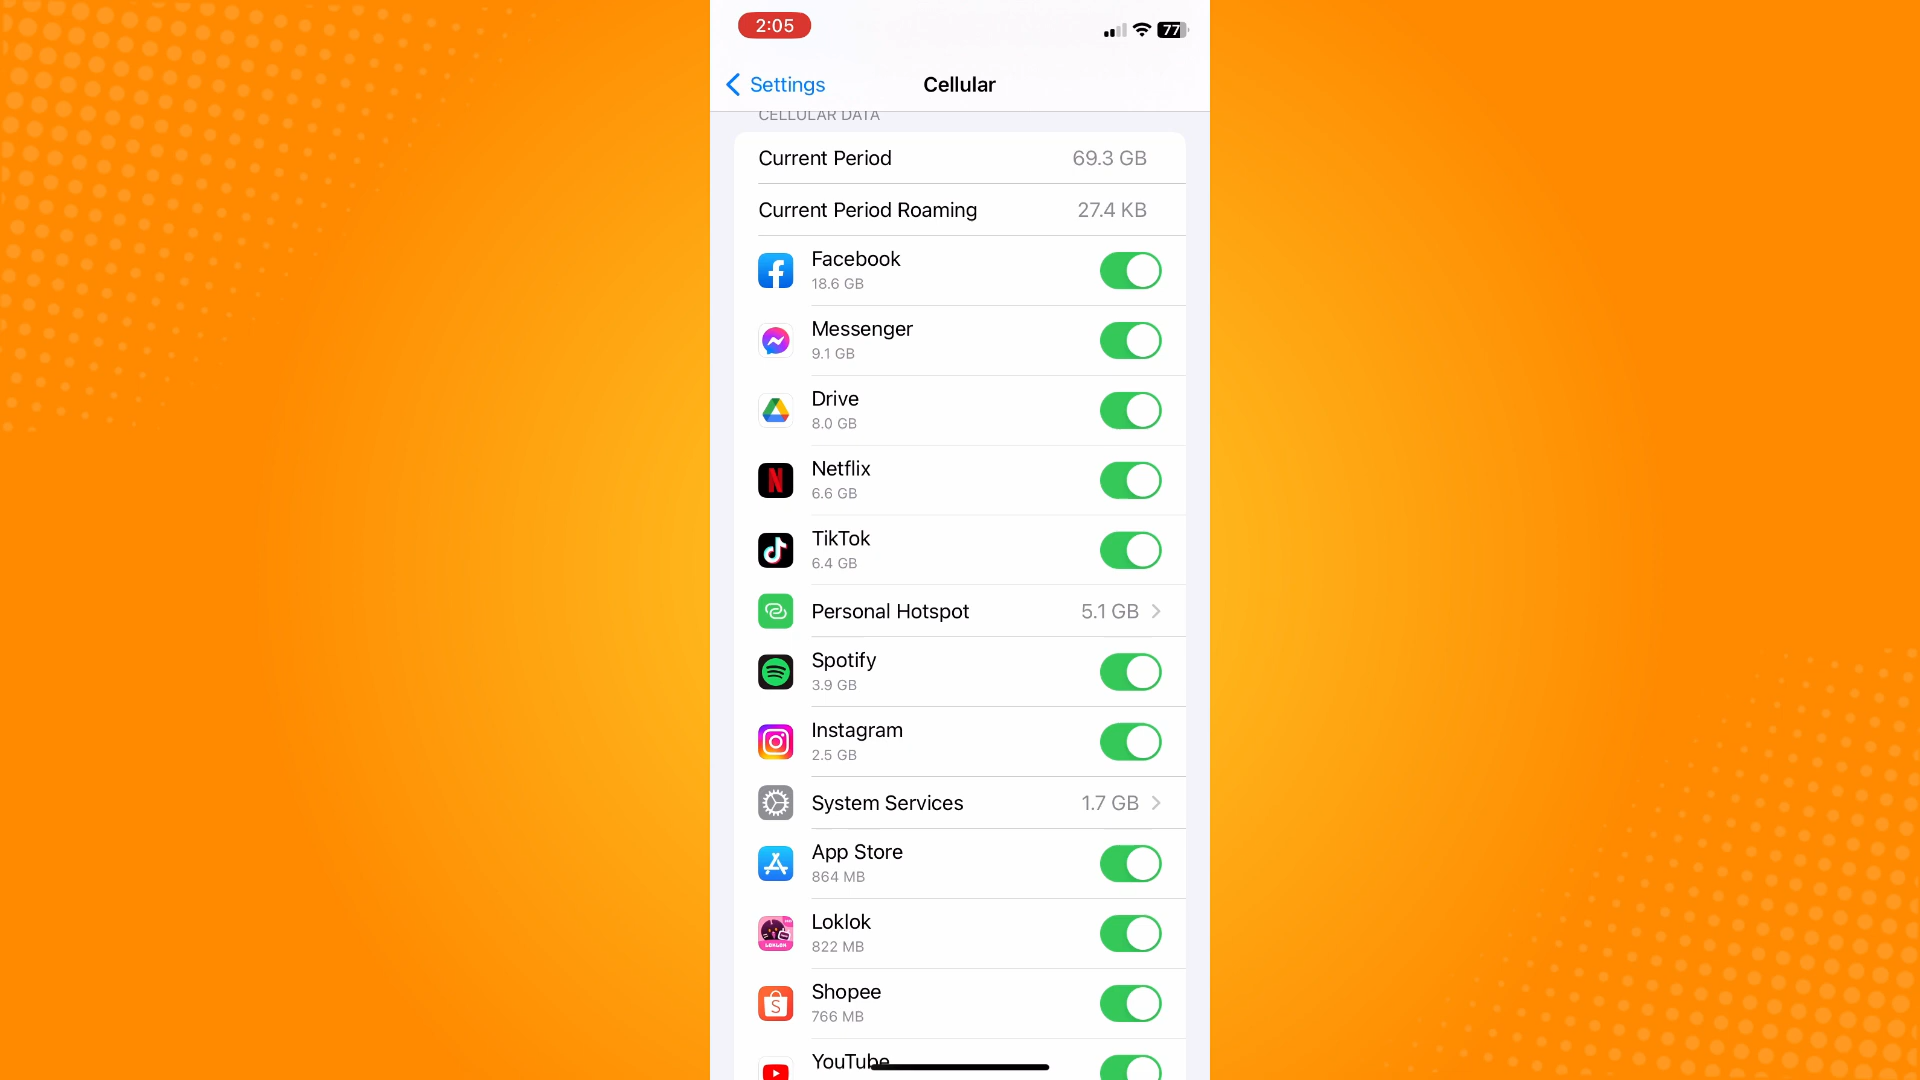 2:05
77
Settings
Cellular
CELLULAR DATA
Current Period 69.3 GB
Current Period Roaming 27.4 KB
Facebook
18.6 GB
Messenger
9.1 GB
Drive
8.0 GB
Netflix
6.6 GB
TikTok
6.4 GB
Personal Hotspot 5.1 GB
Spotify
3.9 GB
Instagram
2.5 GB
System Services 1.7 GB
App Store
864 MB
Loklok
822 MB
LOKLOK
Shopee
766 MB
YouTube